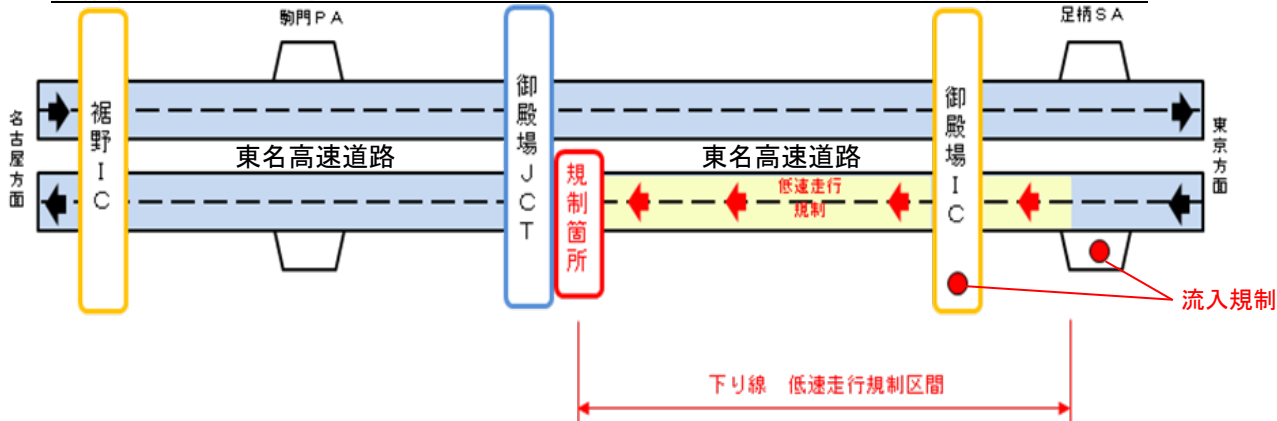 駒門PA
足柄SA
名古屋方面
裾野IC
御殿場JCT
御殿場IC
東京方面
東名高速道路
東名高速道路
規制箇所
低速走行
規制
流入規制
下り線　低速走行規制区間